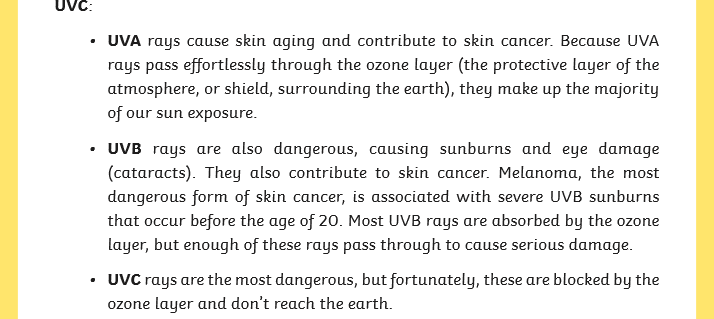 UVC:
• UVA rays cause skin aging and contribute to skin cancer. Because UVA
rays pass effortlessly through the ozone layer (the protective layer of the
atmosphere, or shield, surrounding the earth), they make up the majority
of our sun exposure.
• UVB rays are also dangerous, causing sunburns and eye damage
(cataracts). They also contribute to skin cancer. Melanoma, the most
dangerous form of skin cancer, is associated with severe UVB sunburns
that occur before the age of 20. Most UVB rays are absorbed by the ozone
layer, but enough of these rays pass through to cause serious damage.
• UVC rays are the most dangerous, but fortunately, these are blocked by the
ozone layer and don’t reach the earth.